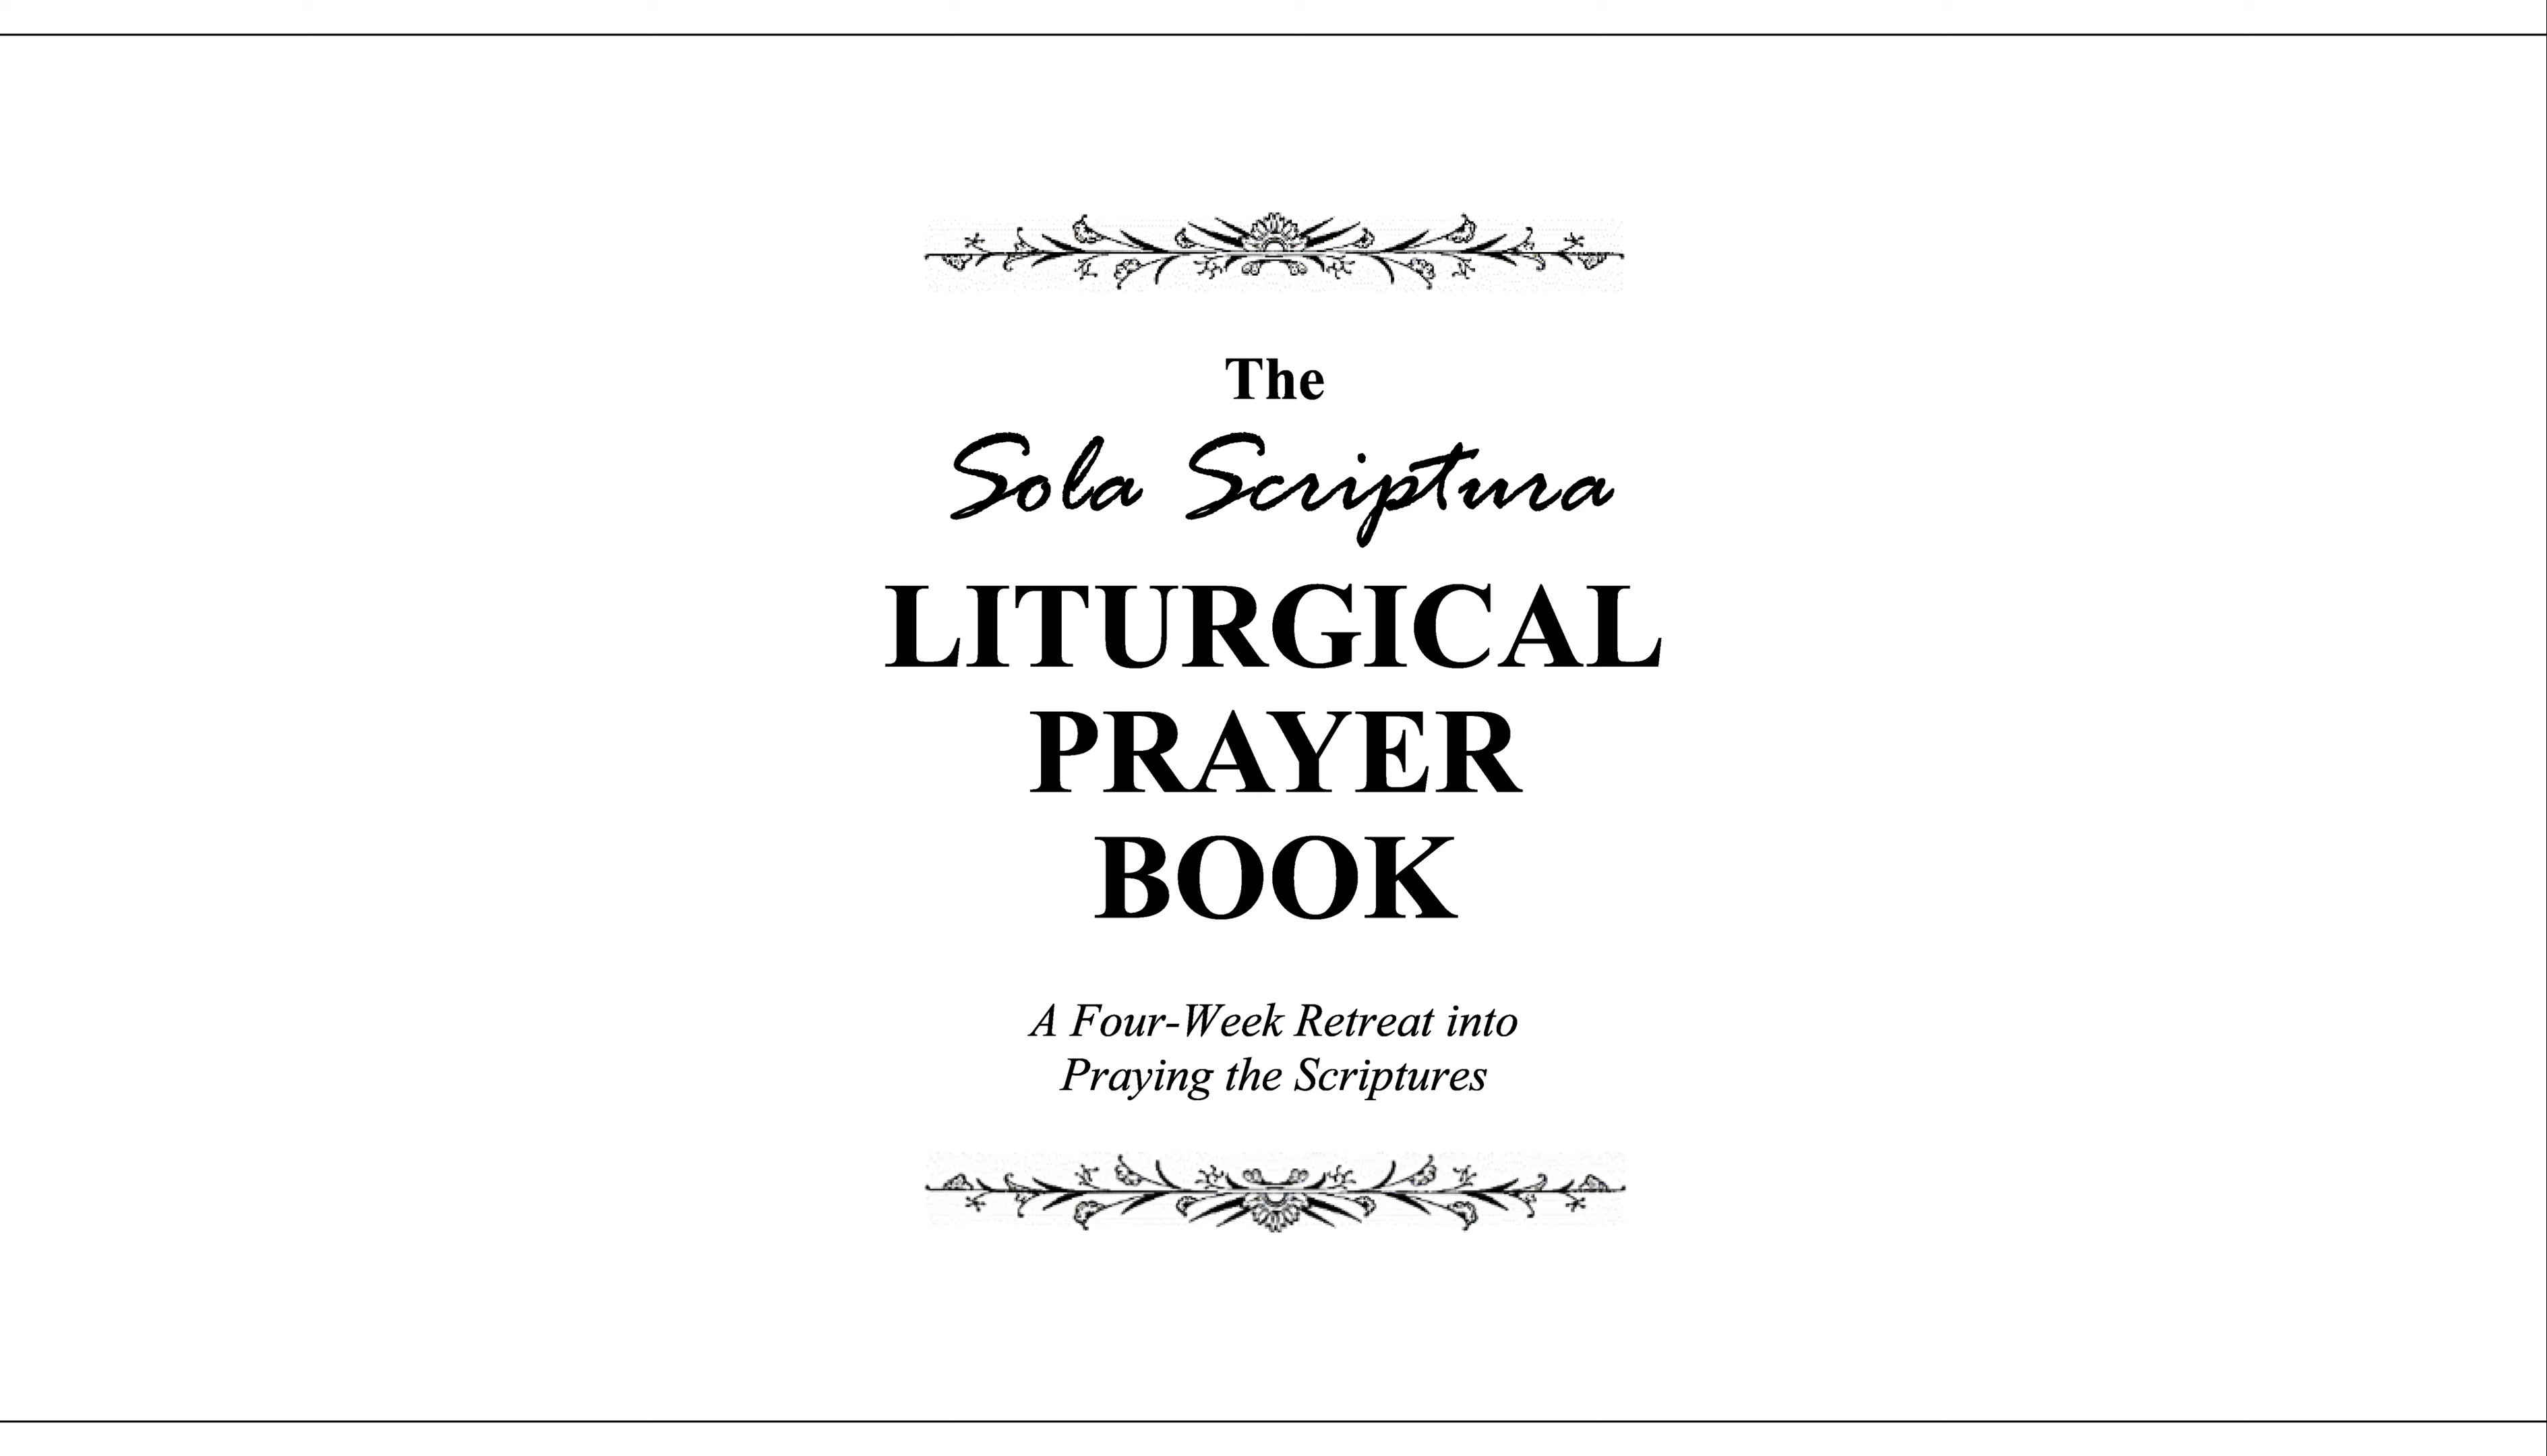 The
Sola Scriptura
LITURGICAL
PRAYER
BOOK
A Four-Week Retreat into
Praying the Scriptures